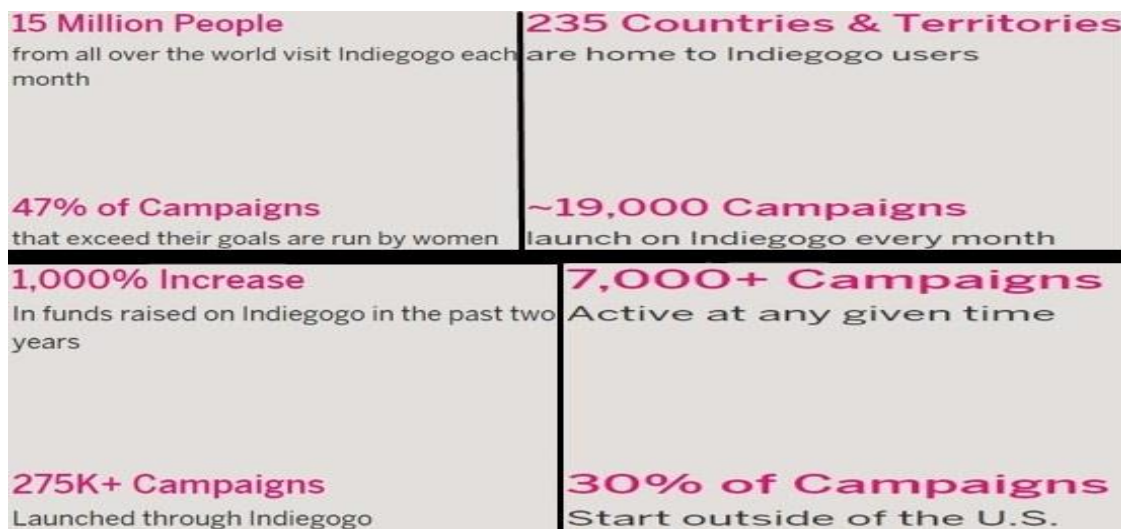 15 Million People
from all over the world visit Indiegogo each
month
47% of Campaigns
that exceed their goals are run by women
235 Countries & Territories
are home to Indiegogo users
~19,000 Campaigns
launch on Indiegogo every month
1,000% Increase
In funds raised on Indiegogo in the past two
years
275K+ Campaigns
Launched through Indiegogo
7,000+ Campaigns
Active at any given time
30% of Campaigns
Start outside of the U.S.